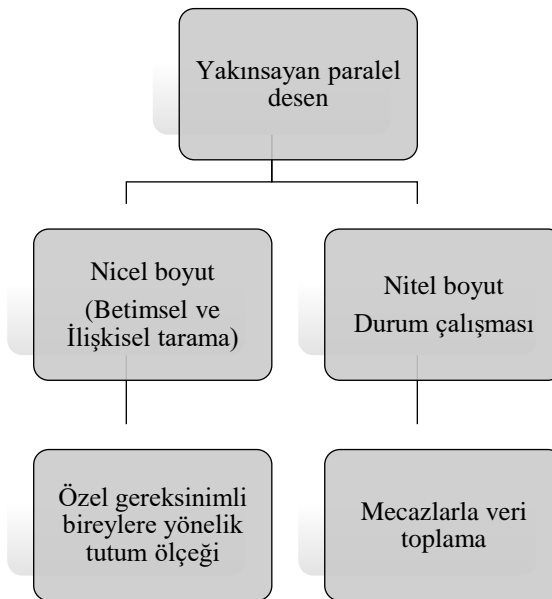 Yakınsayan paralel
desen
Nicel boyut
(Betimsel ve
İlişkisel tarama)
Nitel boyut
Durum çalışması
Özel gereksinimli
bireylere yönelik
tutum ölçeği
Mecazlarla veri
toplama